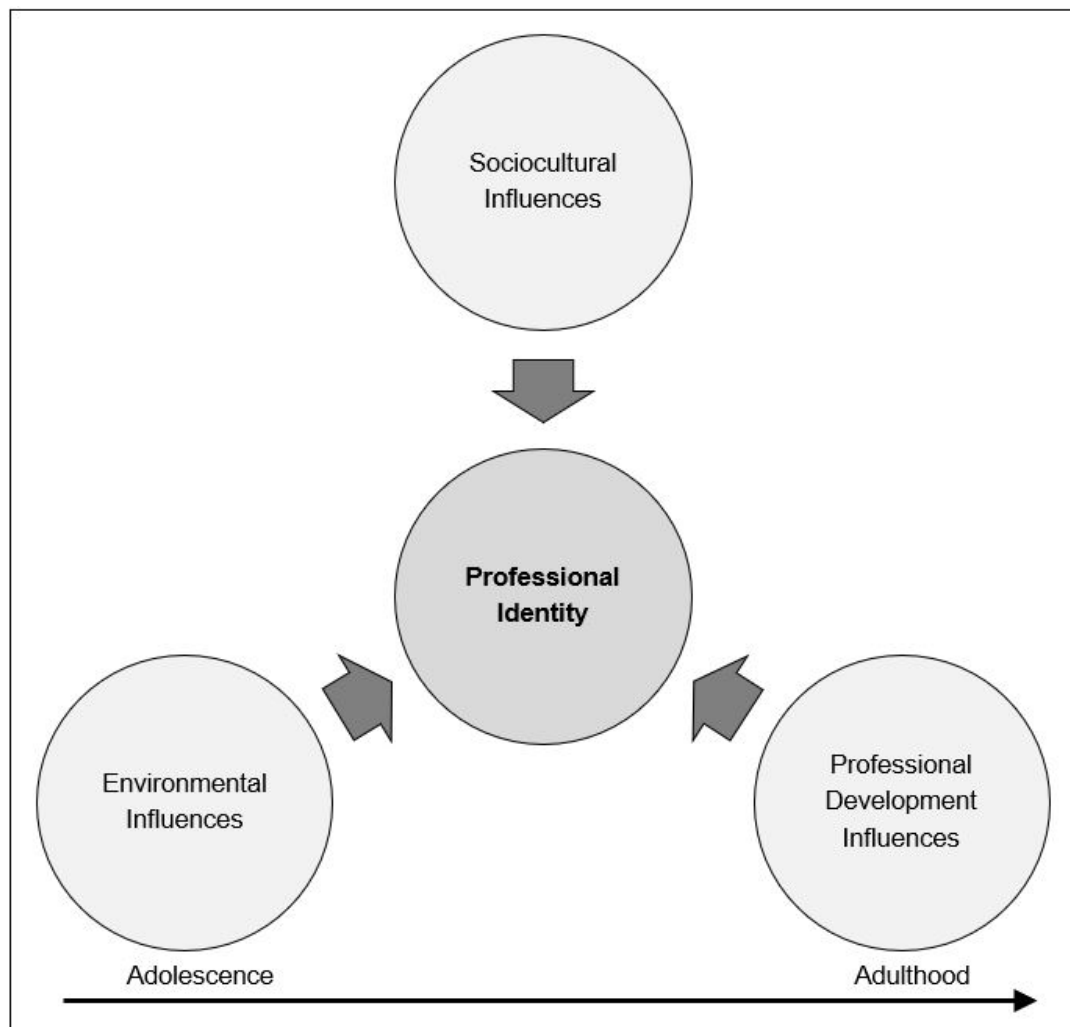 Sociocultural
Influences
Professional
Identity
Environmental
Influences
Professional
Development
Influences
Adolescence
Adulthood